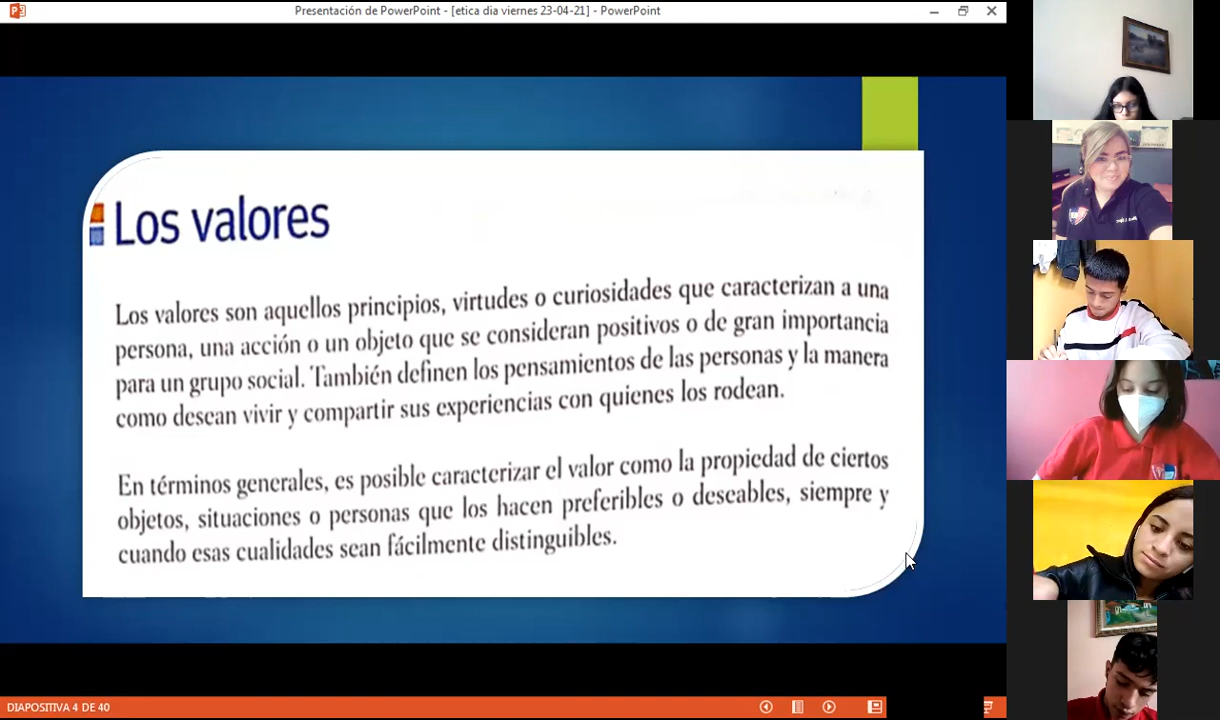 Presentación de PowerPoint - [etica dia viernes 23-04-21] - PowerPoint
Los valores
Los valores son aquellos principios, virtudes o curiosidades que caracterizan a una
persona, una acción o un objeto que se consideran positivos o de gran importancia
para un grupo social. También definen los pensamientos de las personas y la manera
como desean vivir y compartir sus experiencias con quienes los rodean.
En términos generales, es posible caracterizar el valor como la propiedad de ciertos
objetos, situaciones o personas que los hacen preferibles o deseables, siempre y
cuando esas cualidades sean fácilmente distinguibles.
DIAPOSITIVA 4 DE 40